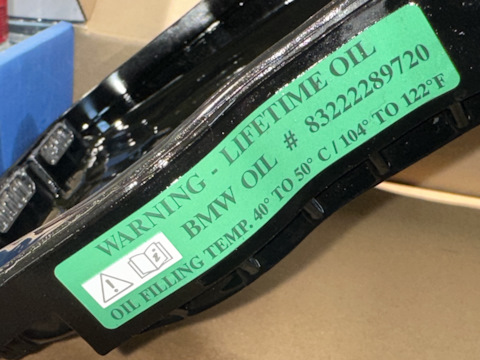 WARNING - LIFETIME OIL
BMW OIL # 83222289720
OIL FILLING TEMP. 40° TO 50° C / 104° TO 122°F